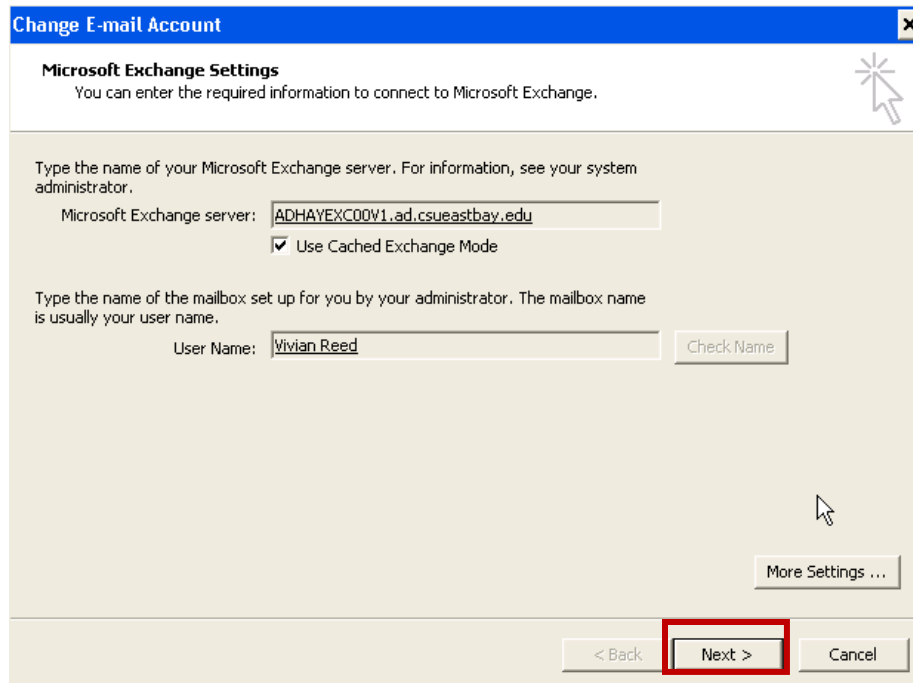 Change E-mail Account
Microsoft Exchange Settings
You can enter the required information to connect to Microsoft Exchange.
Type the name of your Microsoft Exchange server. For information, see your system
administrator.
Microsoft Exchange server: ADHAYEXC00V1.ad.csueastbay.edu
Use Cached Exchange Mode
Type the name of the mailbox set up for you by your administrator. The mailbox name
is usually your user name.
User Name: Vivian Reed Check Name
More Settings ...
< Back Next > Cancel